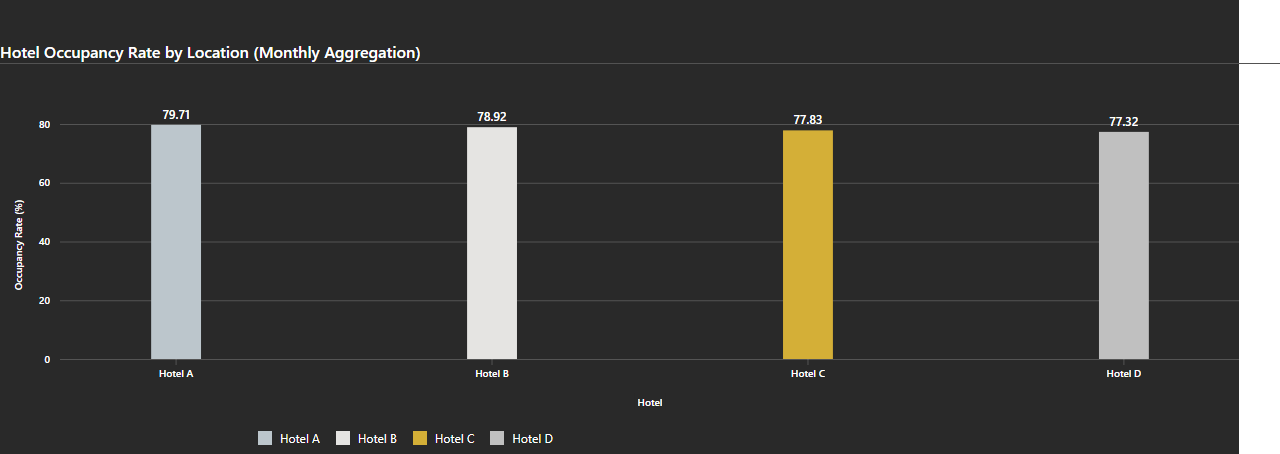 Hotel Occupancy Rate by Location (Monthly Aggregation)
79.71
78.92
77.83
77.32
80
60
40
20
0
Occupancy Rate (%)
Hotel A
Hotel B
Hotel C
Hotel D
Hotel
Hotel A
Hotel B
Hotel C
Hotel D